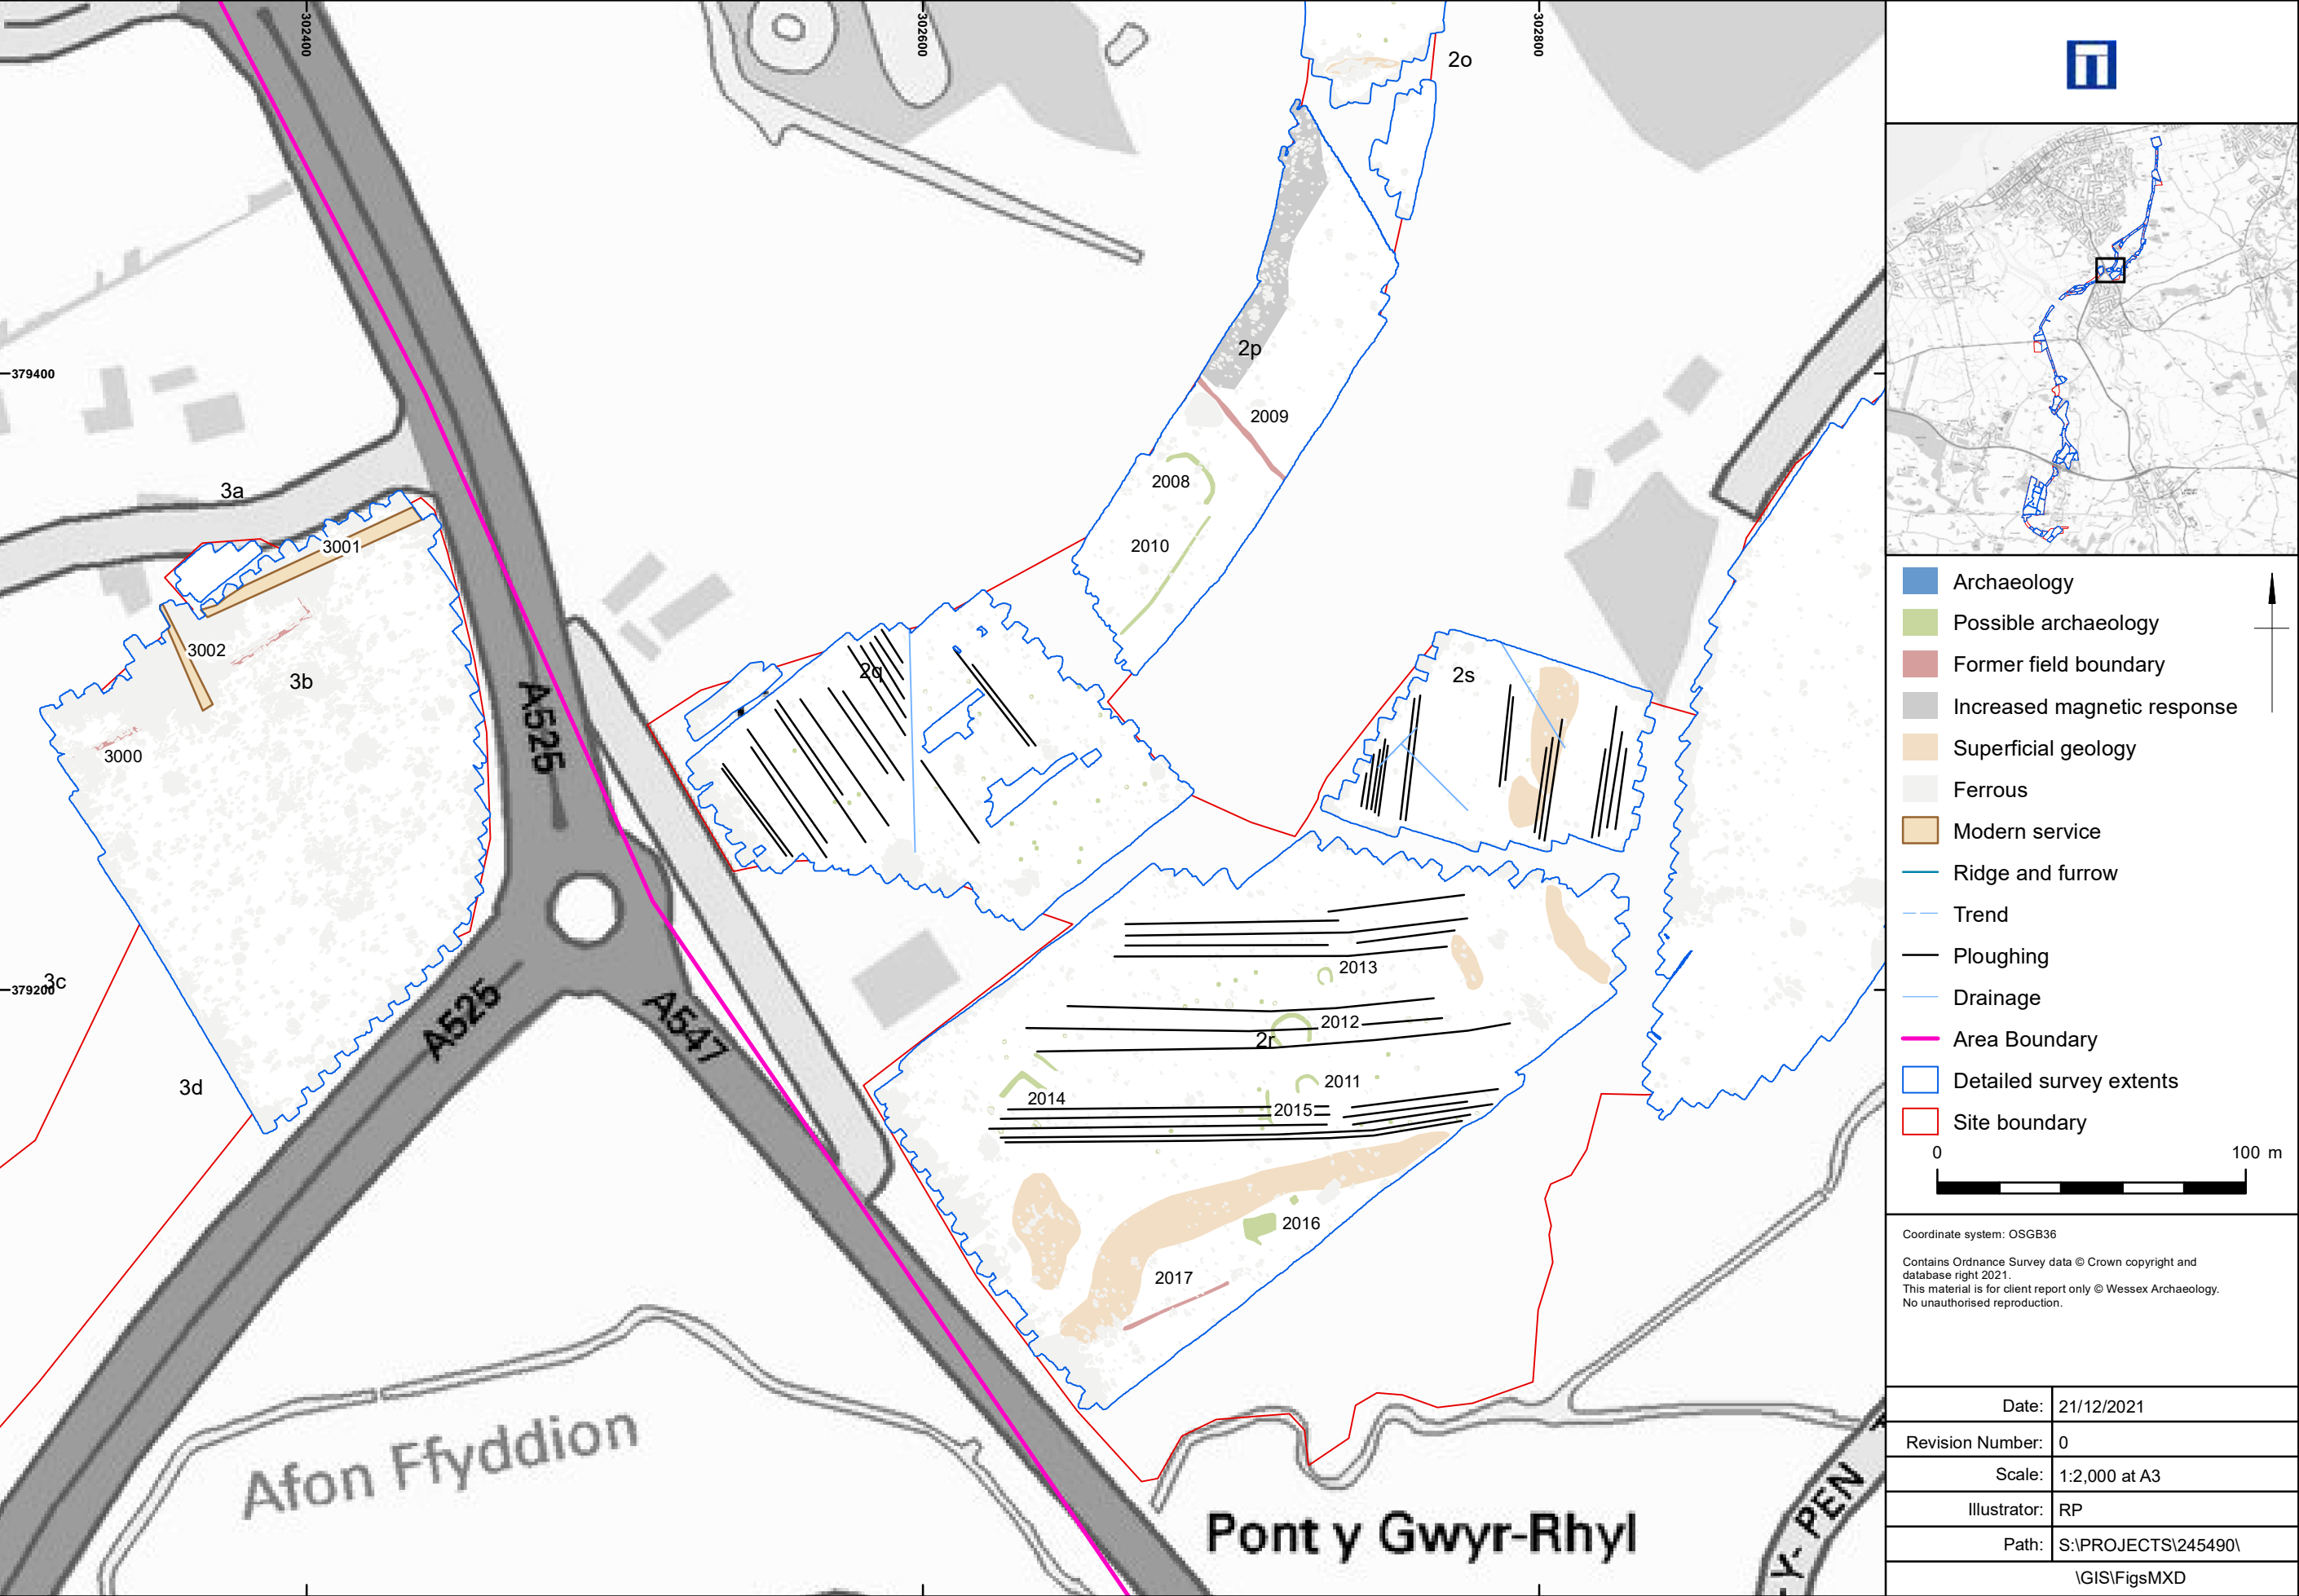 302400
302600
302800
2o
379400
2p
2009
3a
2008
3001
2010
3002
2q
2s
3b
A525
3000
2013
3c
379200
A525
A547
2012
2r
2011
3d
2014
2015
2016
2017
Afon Ffyddion
Pont y Gwyr-Rhyl
-Y- PEN
Archaeology
Possible archaeology
Former field boundary
Increased magnetic response
Superficial geology
Ferrous
Modern service
Ridge and furrow
Trend
Ploughing
Drainage
Area Boundary
Detailed survey extents
Site boundary
0 100 m
Coordinate system: OSGB36
Contains Ordnance Survey data © Crown copyright and
database right 2021.
This material is for client report only © Wessex Archaeology.
No unauthorised reproduction.
Date: 21/12/2021
Revision Number: 0
Scale: 1:2,000 at A3
Illustrator: RP
Path: S:\PROJECTS\245490\
\GIS\FigsMXD